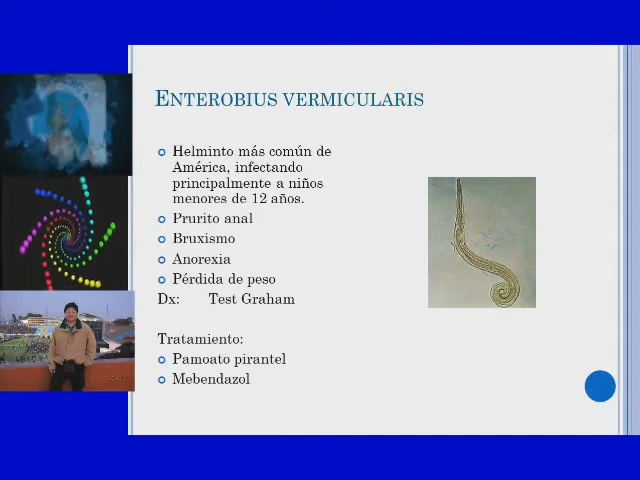 ENTEROBIUS VERMICULARIS
Helminto más común de
América, infectando
principalmente a niños
menores de 12 años.
Prurito anal
Bruxismo
Anorexia
Pérdida de peso
Dx: Test Graham
Tratamiento:
Pamoato pirantel
Mebendazol